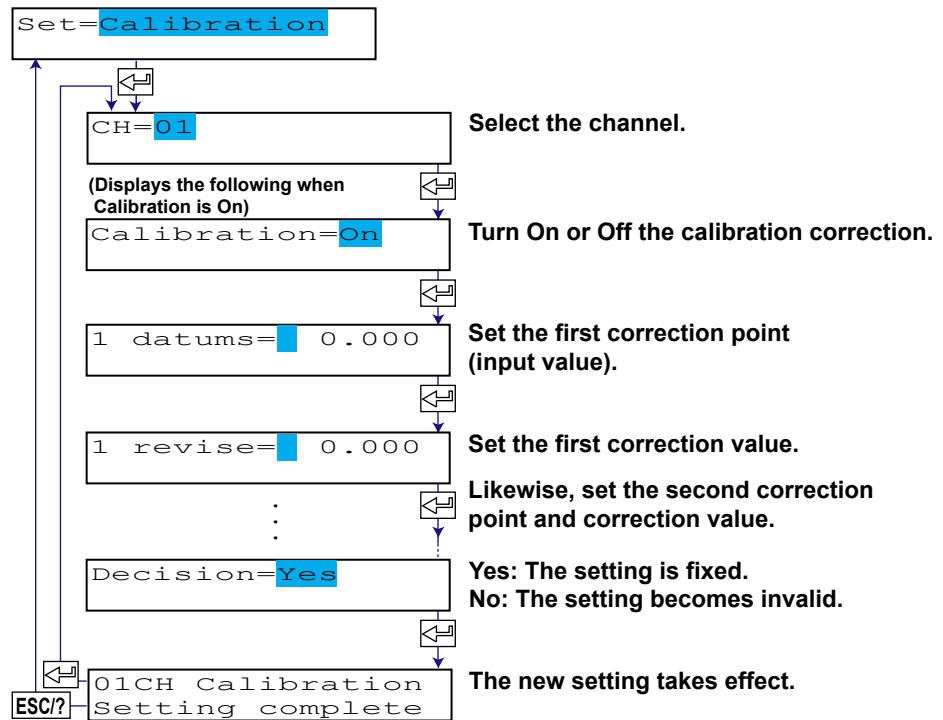 Set=Calibration
CH=01
Select the channel.
(Displays the following when
Calibration is On)
Calibration=On
Turn On or Off the calibration correction.
1 datums= 0.000
Set the first correction point
(input value).
1 revise= 0.000
Set the first correction value.
Likewise, set the second correction
point and correction value.
Decision=Yes
Yes: The setting is fixed.
No: The setting becomes invalid.
01CH Calibration
Setting complete
The new setting takes effect.
ESC/?